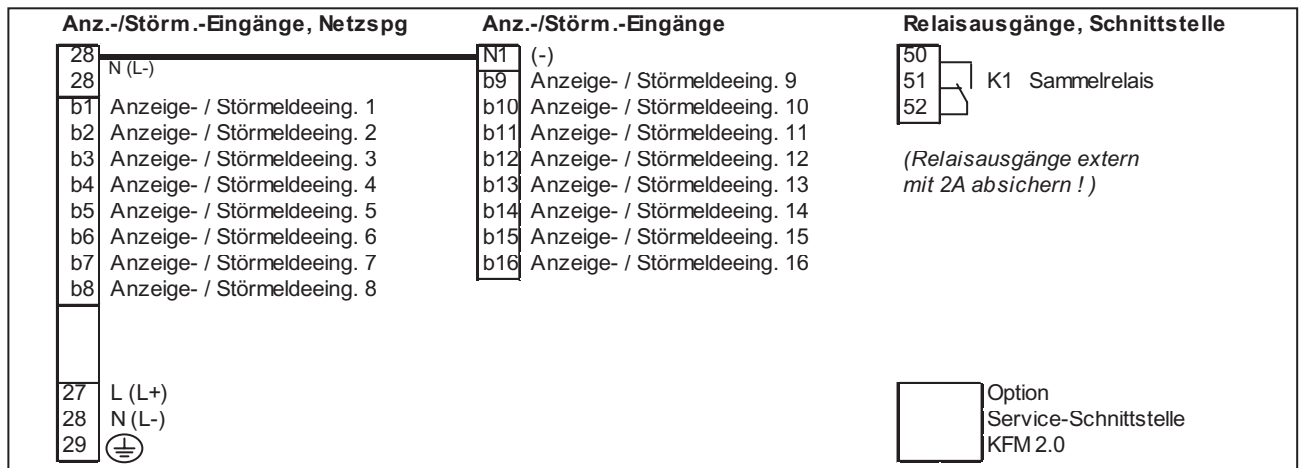 Anz.-/Störm.-Eingänge, Netzspg
28
N (L-)
28
b1 Anzeige- / Störmeldeeing. 1
b2 Anzeige- / Störmeldeeing. 2
b3 Anzeige- / Störmeldeeing. 3
b4 Anzeige- / Störmeldeeing. 4
b5 Anzeige- / Störmeldeeing. 5
b6 Anzeige- / Störmeldeeing. 6
b7 Anzeige- / Störmeldeeing. 7
b8 Anzeige- / Störmeldeeing. 8
27 L (L+)
28 N (L-)
29
Anz.-/Störm.-Eingänge
N1 (-)
b9 Anzeige- / Störmeldeeing. 9
b10 Anzeige- / Störmeldeeing. 10
b11 Anzeige- / Störmeldeeing. 11
b12 Anzeige- / Störmeldeeing. 12
b13 Anzeige- / Störmeldeeing. 13
b14 Anzeige- / Störmeldeeing. 14
b15 Anzeige- / Störmeldeeing. 15
b16 Anzeige- / Störmeldeeing. 16
Relaisausgänge, Schnittstelle
50
51 K1 Sammelrelais
52
(Relaisausgänge extern
mit 2A absichern ! )
Option
Service-Schnittstelle
KFM 2.0